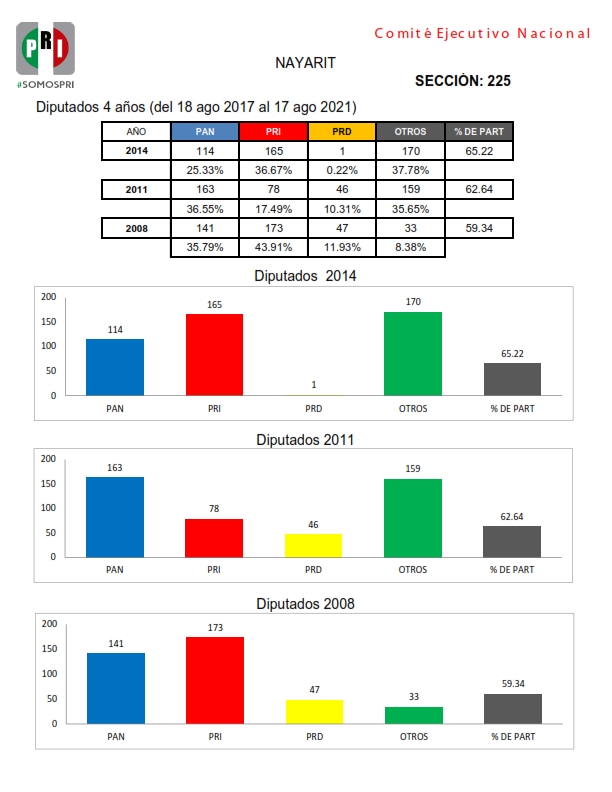 Comité Ejecutivo Nacional
PRI
#SOMOSPRI
NAYARIT
SECCIÓN: 225
Diputados 4 años (del 18 ago 2017 al 17 ago 2021)
AÑO PAN PRI PRD OTROS % DE PART
2014 114 165 1 170 65.22
25.33% 36.67% 0.22% 37.78%
2011 163 78 46 159 62.64
36.55% 17.49% 10.31% 35.65%
2008 141 173 47 33 59.34
35.79% 43.91% 11.93% 8.38%
Diputados 2014
200
150
100
50
0
114 165 1 170 65.22
PAN PRI PRD OTROS % DE PART
Diputados 2011
200
150
100
50
0
163 78 46 159 62.64
PAN PRI PRD OTROS % DE PART
Diputados 2008
200
150
100
50
0
141 173 47 33 59.34
PAN PRI PRD OTROS % DE PART